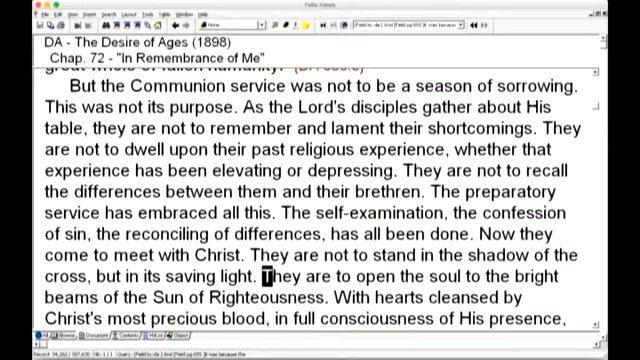 Folio Views
DA - The Desire of Ages (1898)
Chap. 72 - "In Remembrance of Me"
great whole of fallen humanity.
But the Communion service was not to be a season of sorrowing.
This was not its purpose. As the Lord's disciples gather about His
table, they are not to remember and lament their shortcomings. They
are not to dwell upon their past religious experience, whether that
experience has been elevating or depressing. They are not to recall
the differences between them and their brethren. The preparatory
service has embraced all this. The self-examination, the confession
of sin, the reconciling of differences, has all been done. Now they
come to meet with Christ. They are not to stand in the shadow of the
cross, but in its saving light. They are to open the soul to the bright
beams of the Sun of Righteousness. With hearts cleansed by
Christ's most precious blood, in full consciousness of His presence,